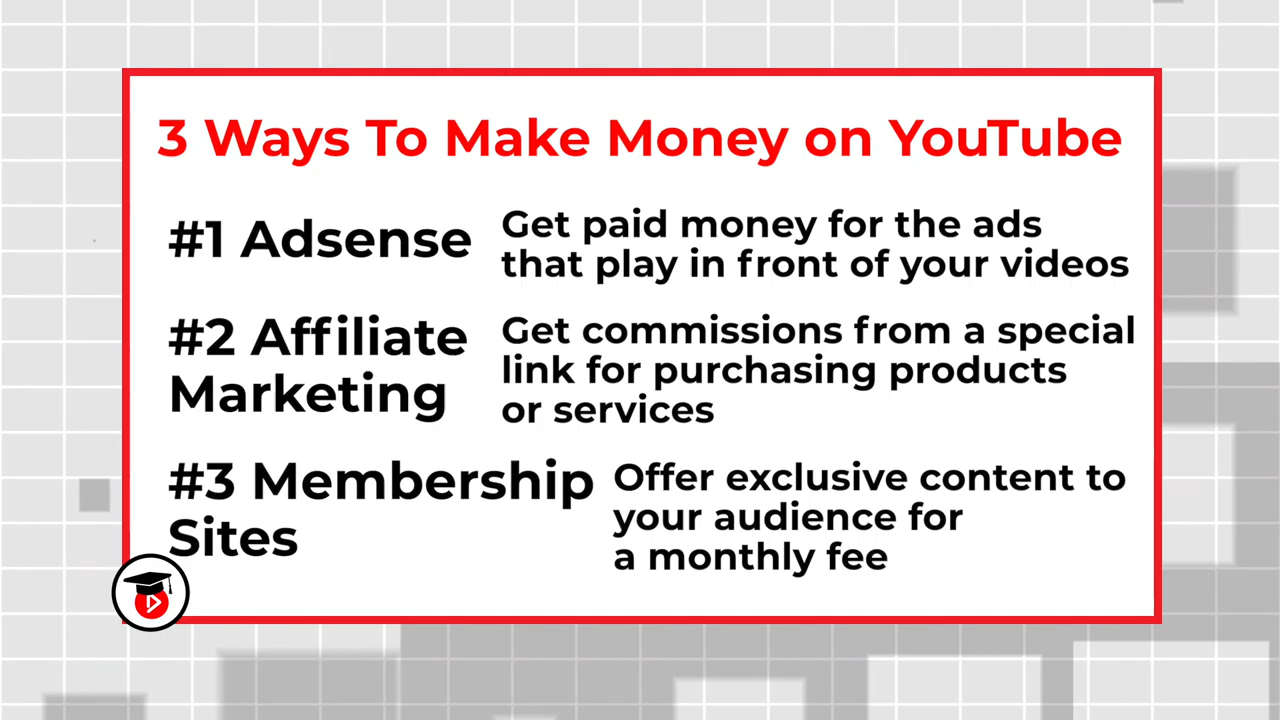 3 Ways To Make Money on YouTube
#1 Adsense
Get paid money for the ads
that play in front of your videos
#2 Affiliate
Marketing
Get commissions from a special
link for purchasing products
or services
#3 Membership
Sites
Offer exclusive content to
your audience for
a monthly fee